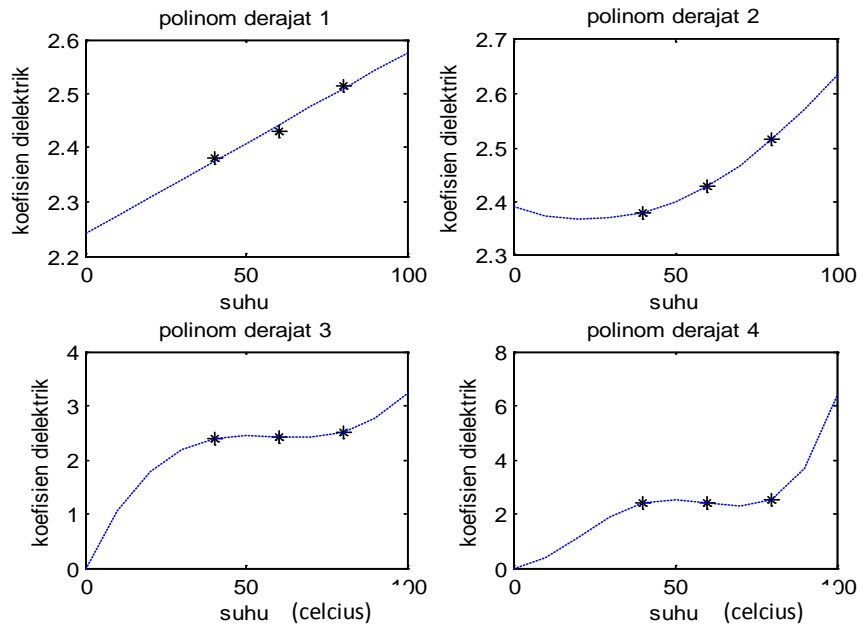 polinom derajat 1
2.6
2.5
2.4
2.3
2.2
koefisien dielektrik
0
50
100
suhu
polinom derajat 2
2.7
2.6
2.5
2.4
2.3
koefisien dielektrik
0
50
100
suhu
polinom derajat 3
4
3
2
1
0
koefisien dielektrik
0
50
100
suhu (celcius)
polinom derajat 4
8
6
4
2
0
koefisien dielektrik
0
50
100
suhu (celcius)